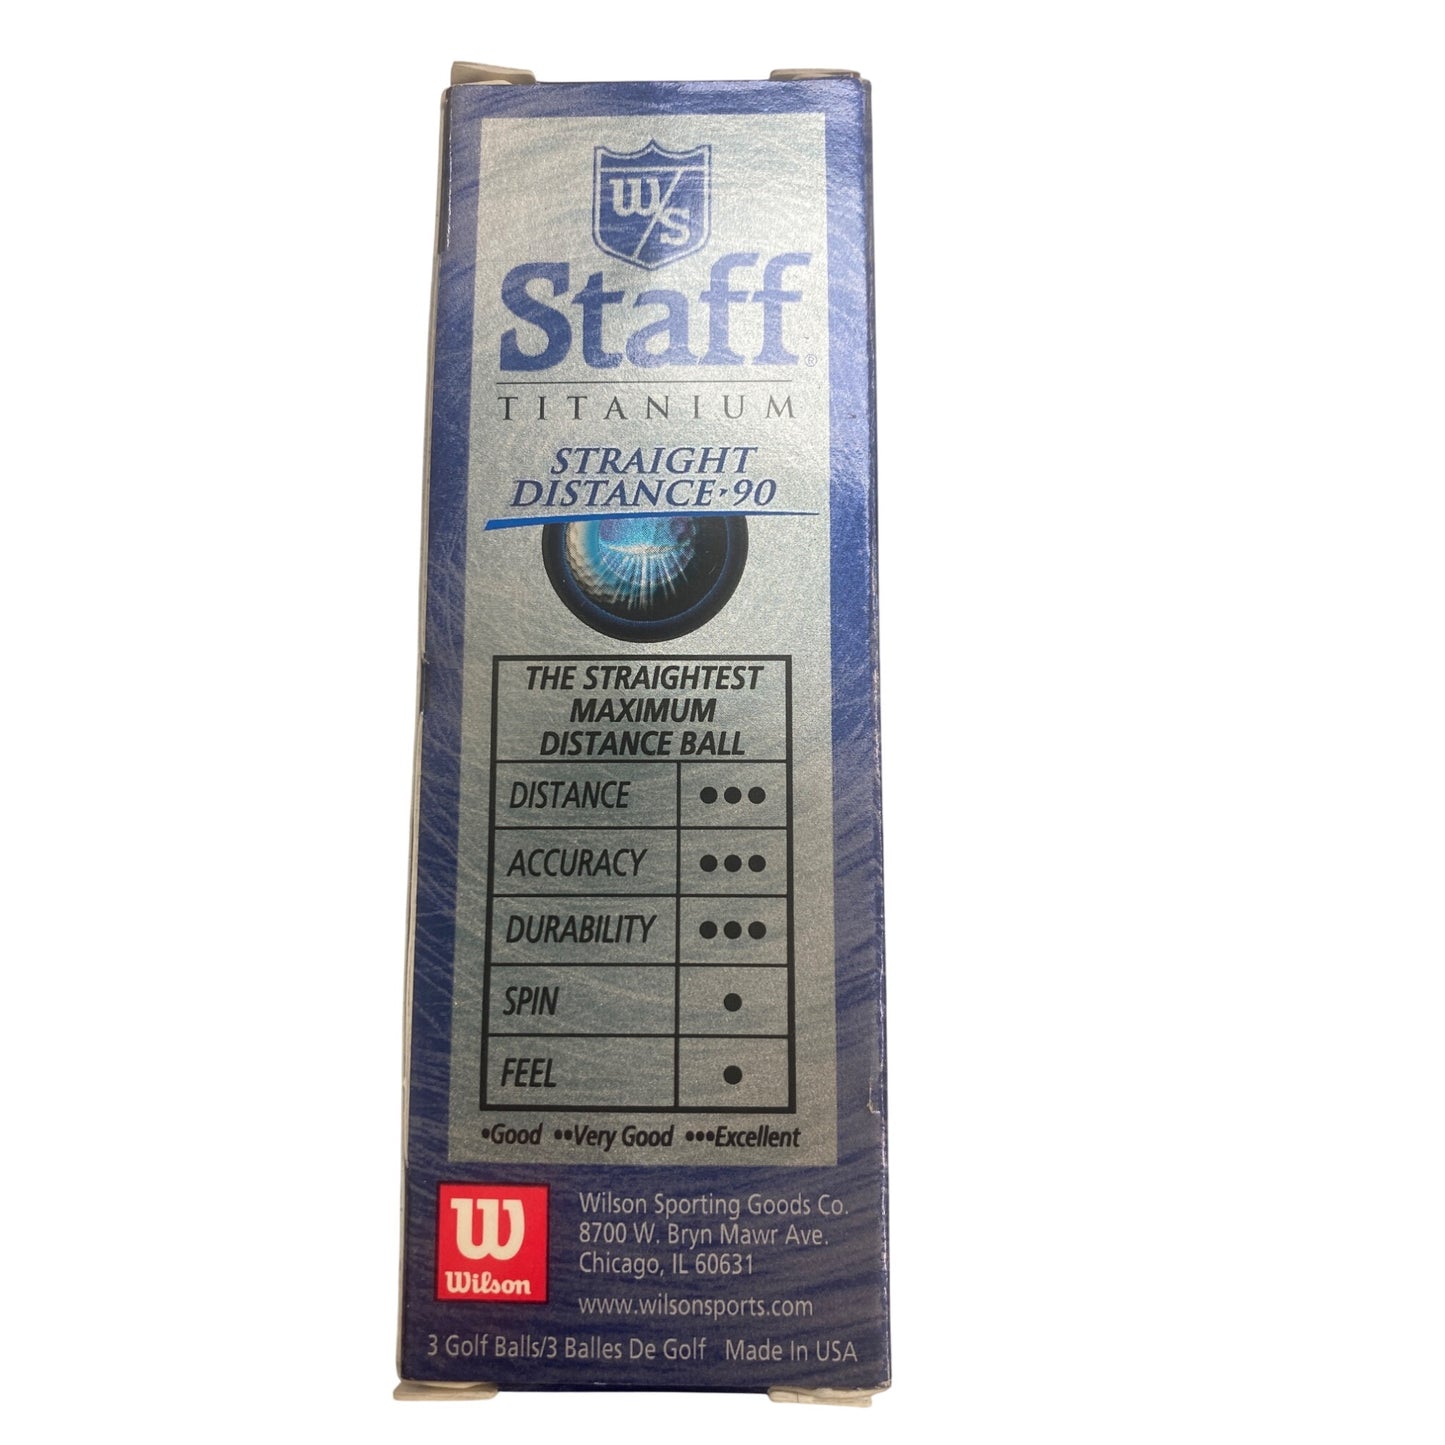 W/S
Staff®
TITANIUM
STRAIGHT
DISTANCE·90
THE STRAIGHTEST
MAXIMUM
DISTANCE BALL
DISTANCE •••
ACCURACY •••
DURABILITY •••
SPIN •
FEEL •
•Good ••Very Good •••Excellent
W
Wilson
Wilson Sporting Goods Co.
8700 W. Bryn Mawr Ave.
Chicago, IL 60631
www.wilsonsports.com
3 Golf Balls/3 Balles De Golf Made In USA